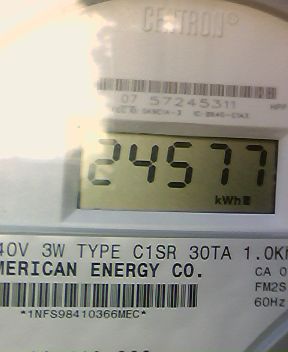 CENTRON®
07 57245311
24577
kWh
40V 3W TYPE C1SR 30TA 1.0K
MERICAN ENERGY CO.
CA 0
FM2S
60Hz
*1NFS98410366MEC*